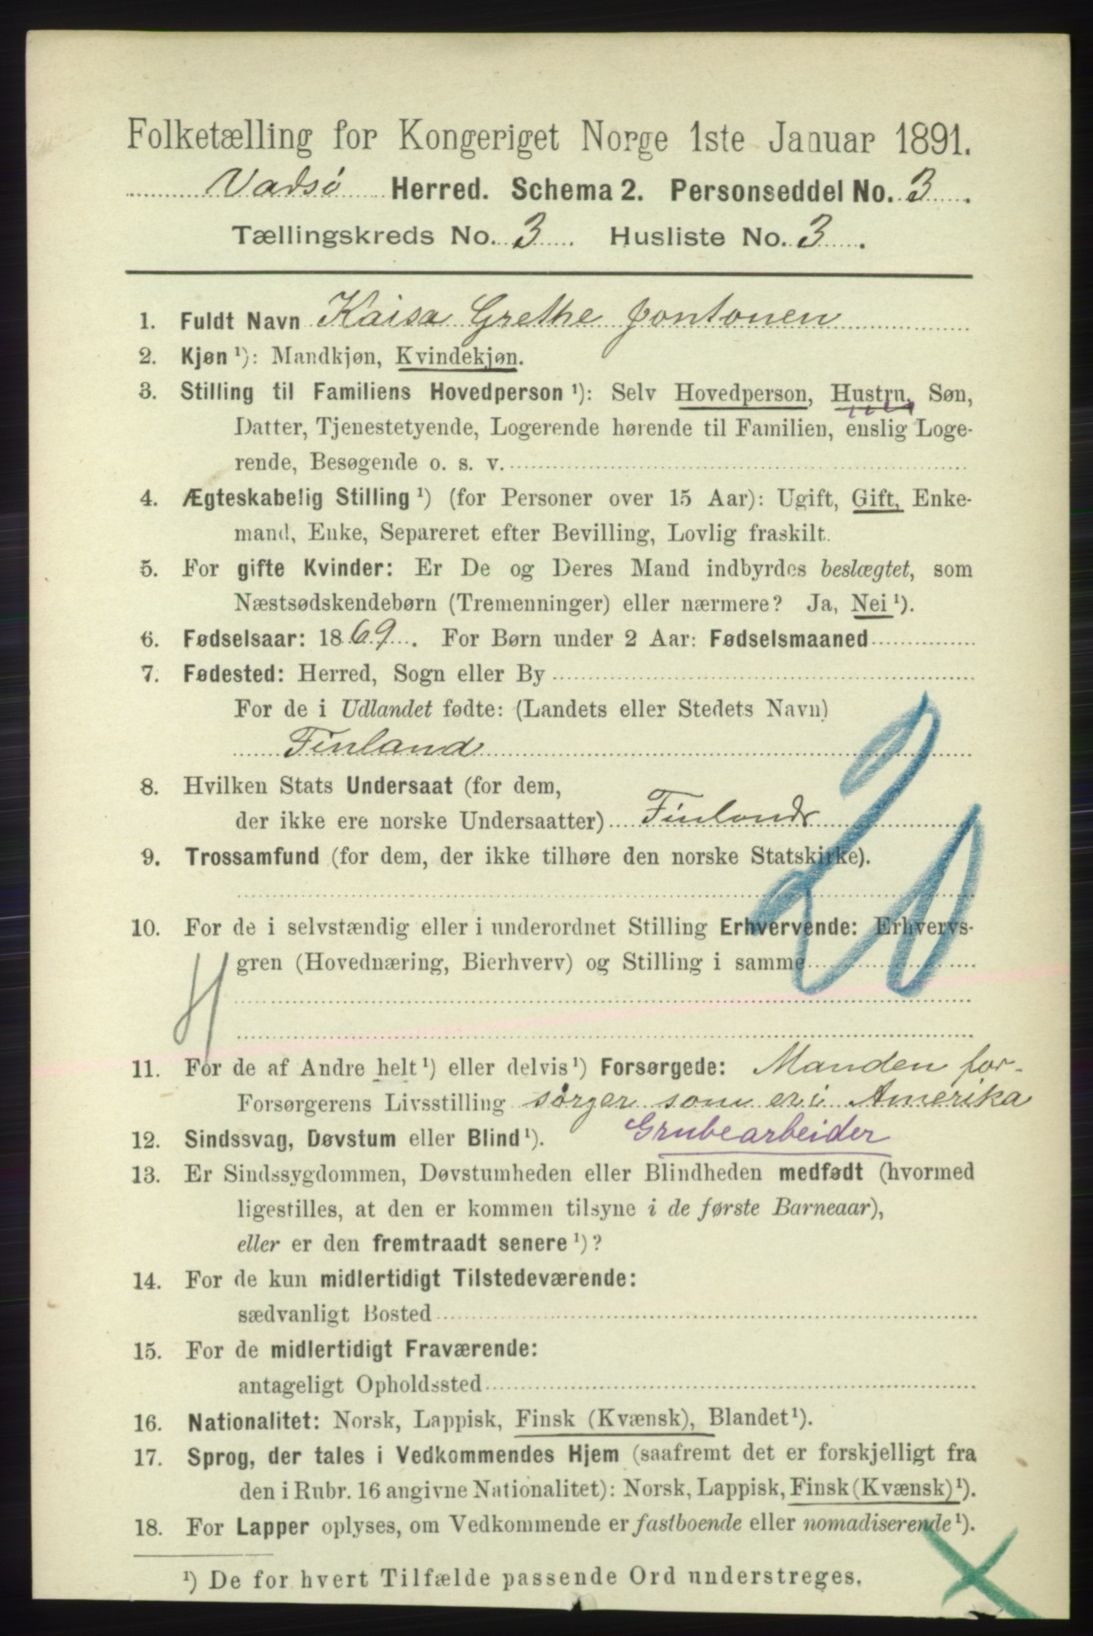 Folketælling for Kongeriget Norge 1ste Januar 1891.
Vadsø Herred. Schema 2. Personseddel No. 3.
Tællingskreds No. 3 Husliste No. 3.
1. Fuldt Navn Kaisa Grethe Jontonen
2. Kjøn ¹): Mandkjøn, Kvindekjøn.
3. Stilling til Familiens Hovedperson ¹): Selv Hovedperson, Hustru, Søn,
Datter, Tjenestetyende, Logerende hørende til Familien, enslig Loge-
rende, Besøgende o. s. v.
4. Ægteskabelig Stilling ¹) (for Personer over 15 Aar): Ugift, Gift, Enke-
mand, Enke, Separeret efter Bevilling, Lovlig fraskilt.
5. For gifte Kvinder: Er De og Deres Mand indbyrdes beslægtet, som
Næstsødskendebørn (Tremenninger) eller nærmere? Ja, Nei ¹).
6. Fødselsaar: 1869. For Børn under 2 Aar: Fødselsmaaned
7. Fødested: Herred, Sogn eller By
For de i Udlandet fødte: (Landets eller Stedets Navn)
Finland
8. Hvilken Stats Undersaat (for dem,
der ikke ere norske Undersaatter) Finlands
9. Trossamfund (for dem, der ikke tilhøre den norske Statskirke).
20
10. For de i selvstændig eller i underordnet Stilling Erhvervende: Erhvervs-
gren (Hovednæring, Bierhverv) og Stilling i samme
H
11. For de af Andre helt ¹) eller delvis ¹) Forsørgede: Manden for-
Forsørgerens Livsstilling sørger som er i Amerika
12. Sindssvag, Døvstum eller Blind ¹). Grubearbeider
13. Er Sindssygdommen, Døvstumheden eller Blindheden medfødt (hvormed
ligestilles, at den er kommen tilsyne i de første Barneaar),
eller er den fremtraadt senere ¹)?
14. For de kun midlertidigt Tilstedeværende:
sædvanligt Bosted
15. For de midlertidigt Fraværende:
antageligt Opholdssted
16. Nationalitet: Norsk, Lappisk, Finsk (Kvænsk), Blandet ¹).
17. Sprog, der tales i Vedkommendes Hjem (saafremt det er forskjelligt fra
den i Rubr. 16 angivne Nationalitet): Norsk, Lappisk, Finsk (Kvænsk) ¹).
18. For Lapper oplyses, om Vedkommende er fastboende eller nomadiserende ¹).
¹) De for hvert Tilfælde passende Ord understreges.